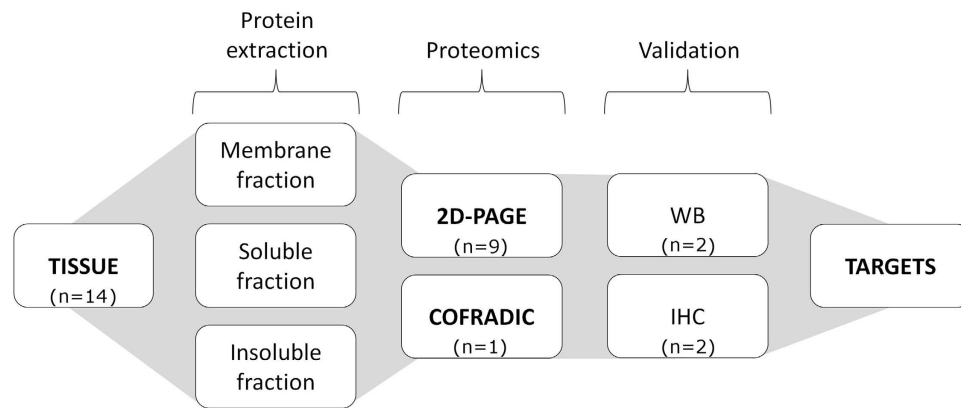 Protein
extraction
Proteomics
Validation
TISSUE
(n=14)
Membrane
fraction
Soluble
fraction
Insoluble
fraction
2D-PAGE
(n=9)
COFRADIC
(n=1)
WB
(n=2)
IHC
(n=2)
TARGETS